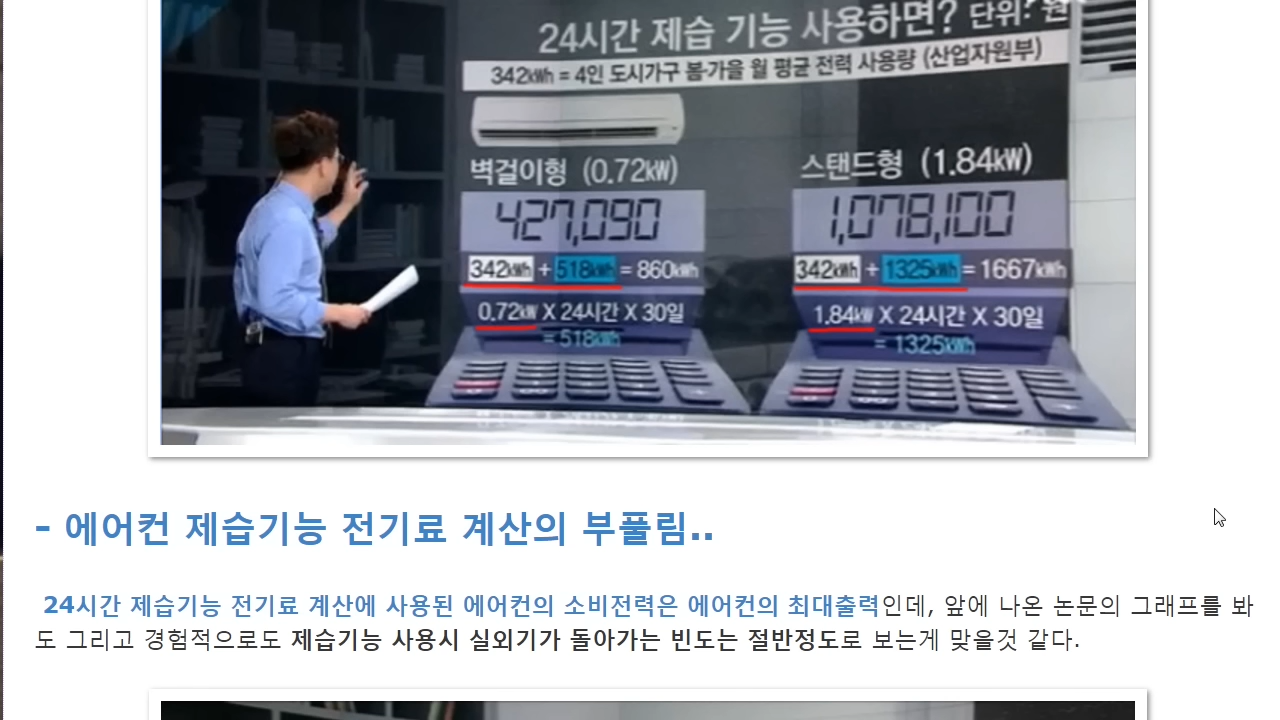 24시간 제습 기능 사용하면? 단위: 원
342kWh = 4인 도시가구 봄·가을 월 평균 전력 사용량 (산업자원부)
벽걸이형 (0.72kW)
427,090
342kWh + 518kWh = 860kWh
0.72kW X 24시간 X 30일
= 518kWh
스탠드형 (1.84kW)
1,078,100
342kWh + 1325kWh = 1667kWh
1.84kW X 24시간 X 30일
= 1325kWh
- 에어컨 제습기능 전기료 계산의 부풀림..
24시간 제습기능 전기료 계산에 사용된 에어컨의 소비전력은 에어컨의 최대출력인데, 앞에 나온 논문의 그래프를 봐
도 그리고 경험적으로도 제습기능 사용시 실외기가 돌아가는 빈도는 절반정도로 보는게 맞을것 같다.